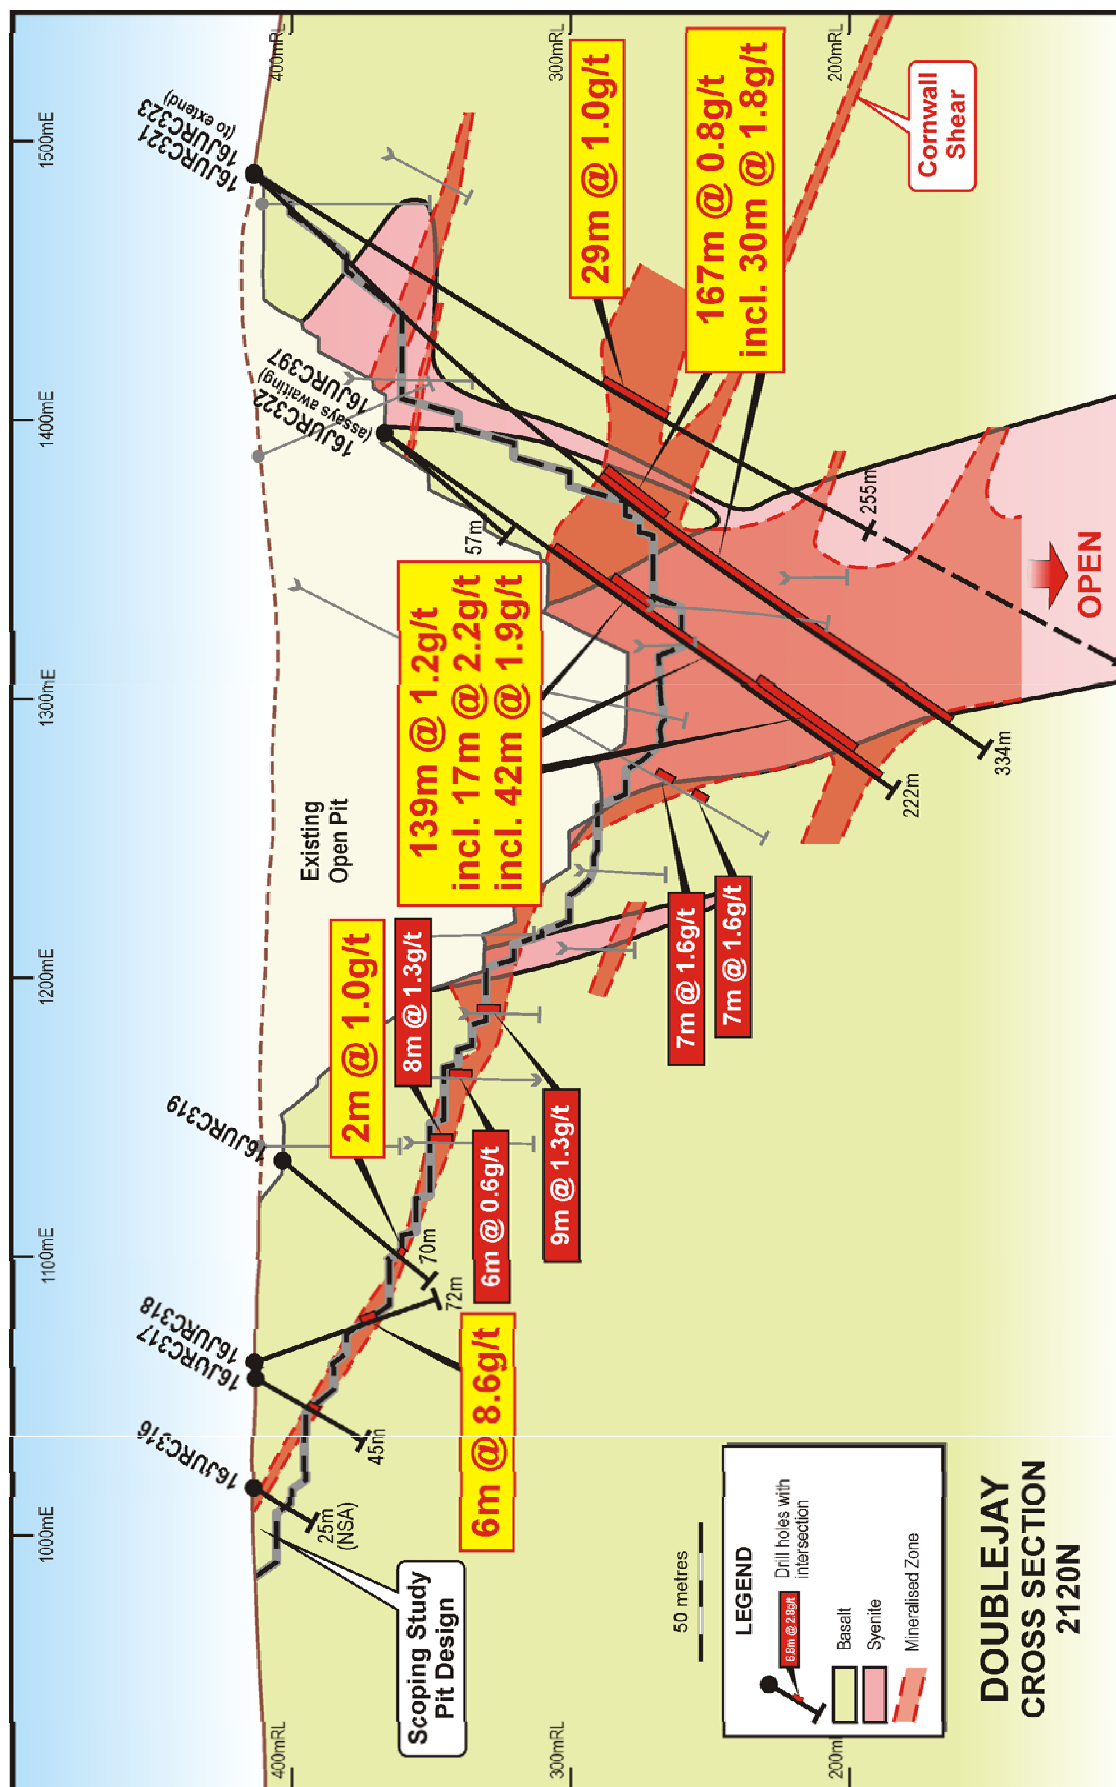 1000mE
1100mE
1200mE
1300mE
1400mE
1500mE
400mRL
300mRL
200mRL
400mRL
300mRL
200mRL
16JURC316
16JURC317
16JURC318
16JURC319
16JURC322
(assays awaiting)
16JURC397
16JURC321
16JURC323
(to extend)
Existing
Open Pit
25m
(NSA)
45m
72m
70m
57m
222m
334m
255m
Scoping Study
Pit Design
6m @ 8.6g/t
2m @ 1.0g/t
8m @ 1.3g/t
6m @ 0.6g/t
9m @ 1.3g/t
7m @ 1.6g/t
7m @ 1.6g/t
139m @ 1.2g/t
incl. 17m @ 2.2g/t
incl. 42m @ 1.9g/t
29m @ 1.0g/t
167m @ 0.8g/t
incl. 30m @ 1.8g/t
Cornwall
Shear
OPEN
50 metres
LEGEND
6.8m @ 2.8g/t
Drill holes with
intersection
Basalt
Syenite
Mineralised Zone
DOUBLEJAY
CROSS SECTION
2120N